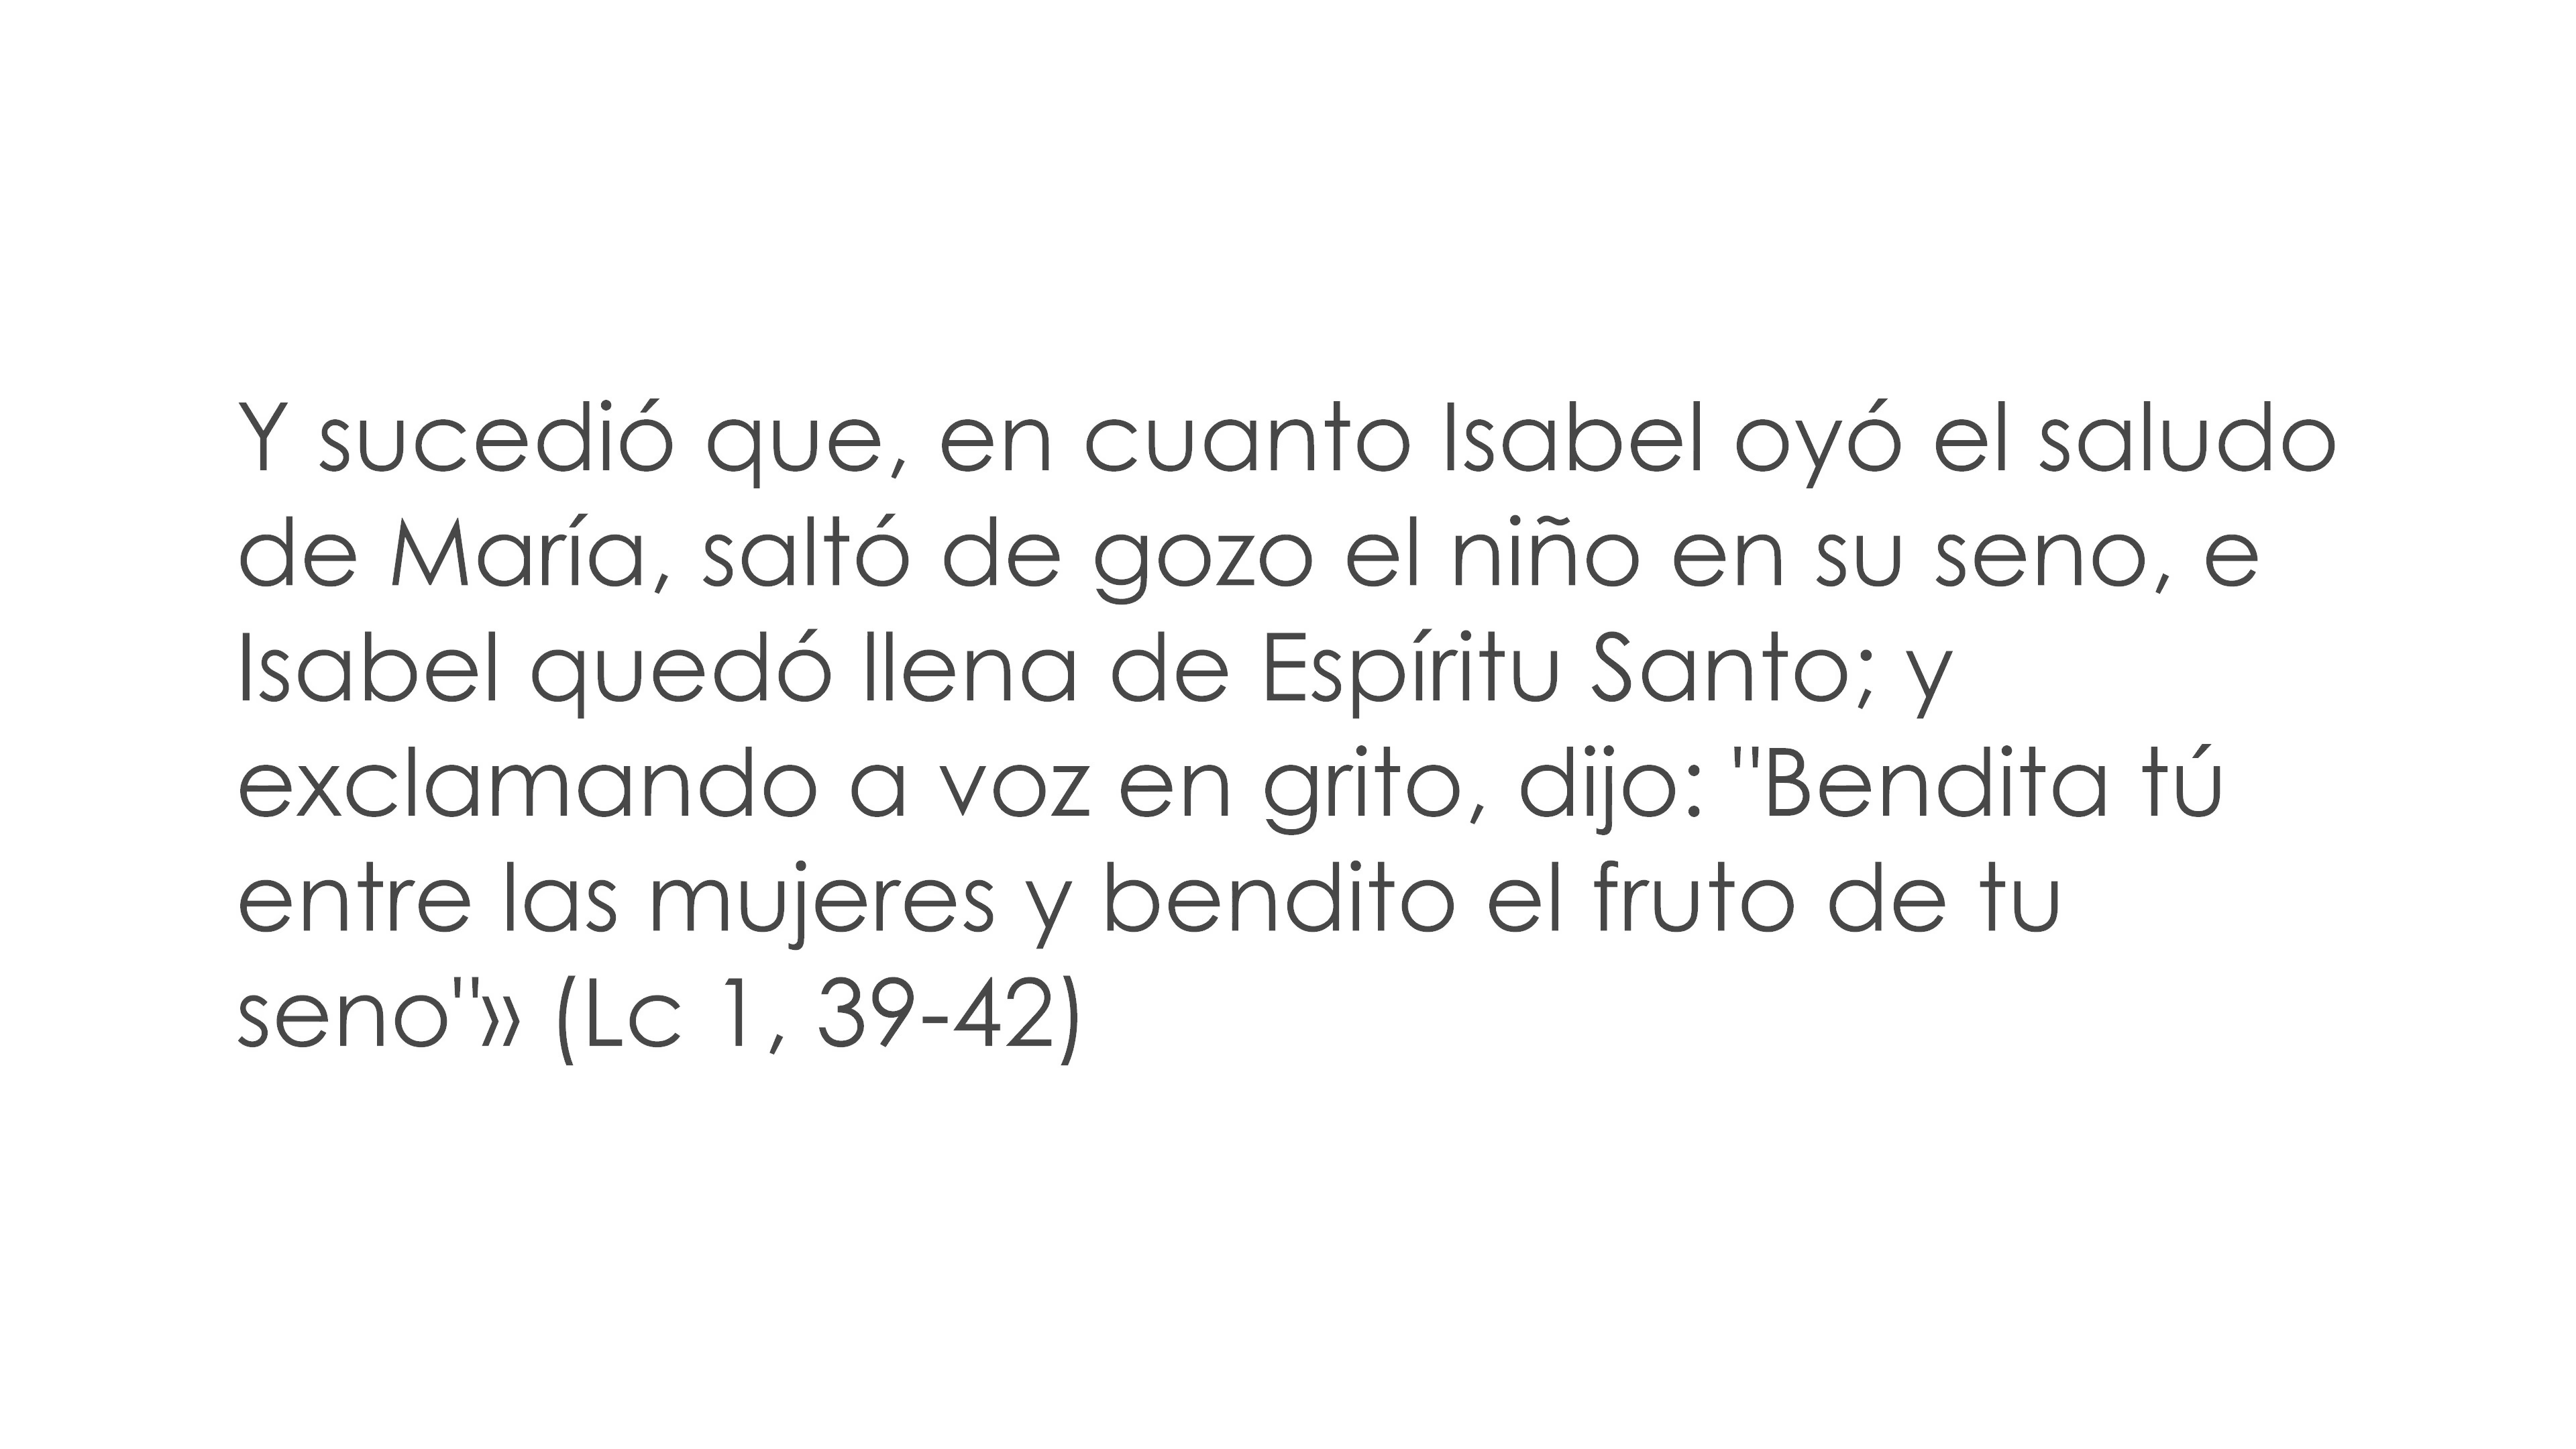 Y sucedió que, en cuanto Isabel oyó el saludo
de María, saltó de gozo el niño en su seno, e
Isabel quedó llena de Espíritu Santo; y
exclamando a voz en grito, dijo: "Bendita tú
entre las mujeres y bendito el fruto de tu
seno"» (Lc 1, 39-42)